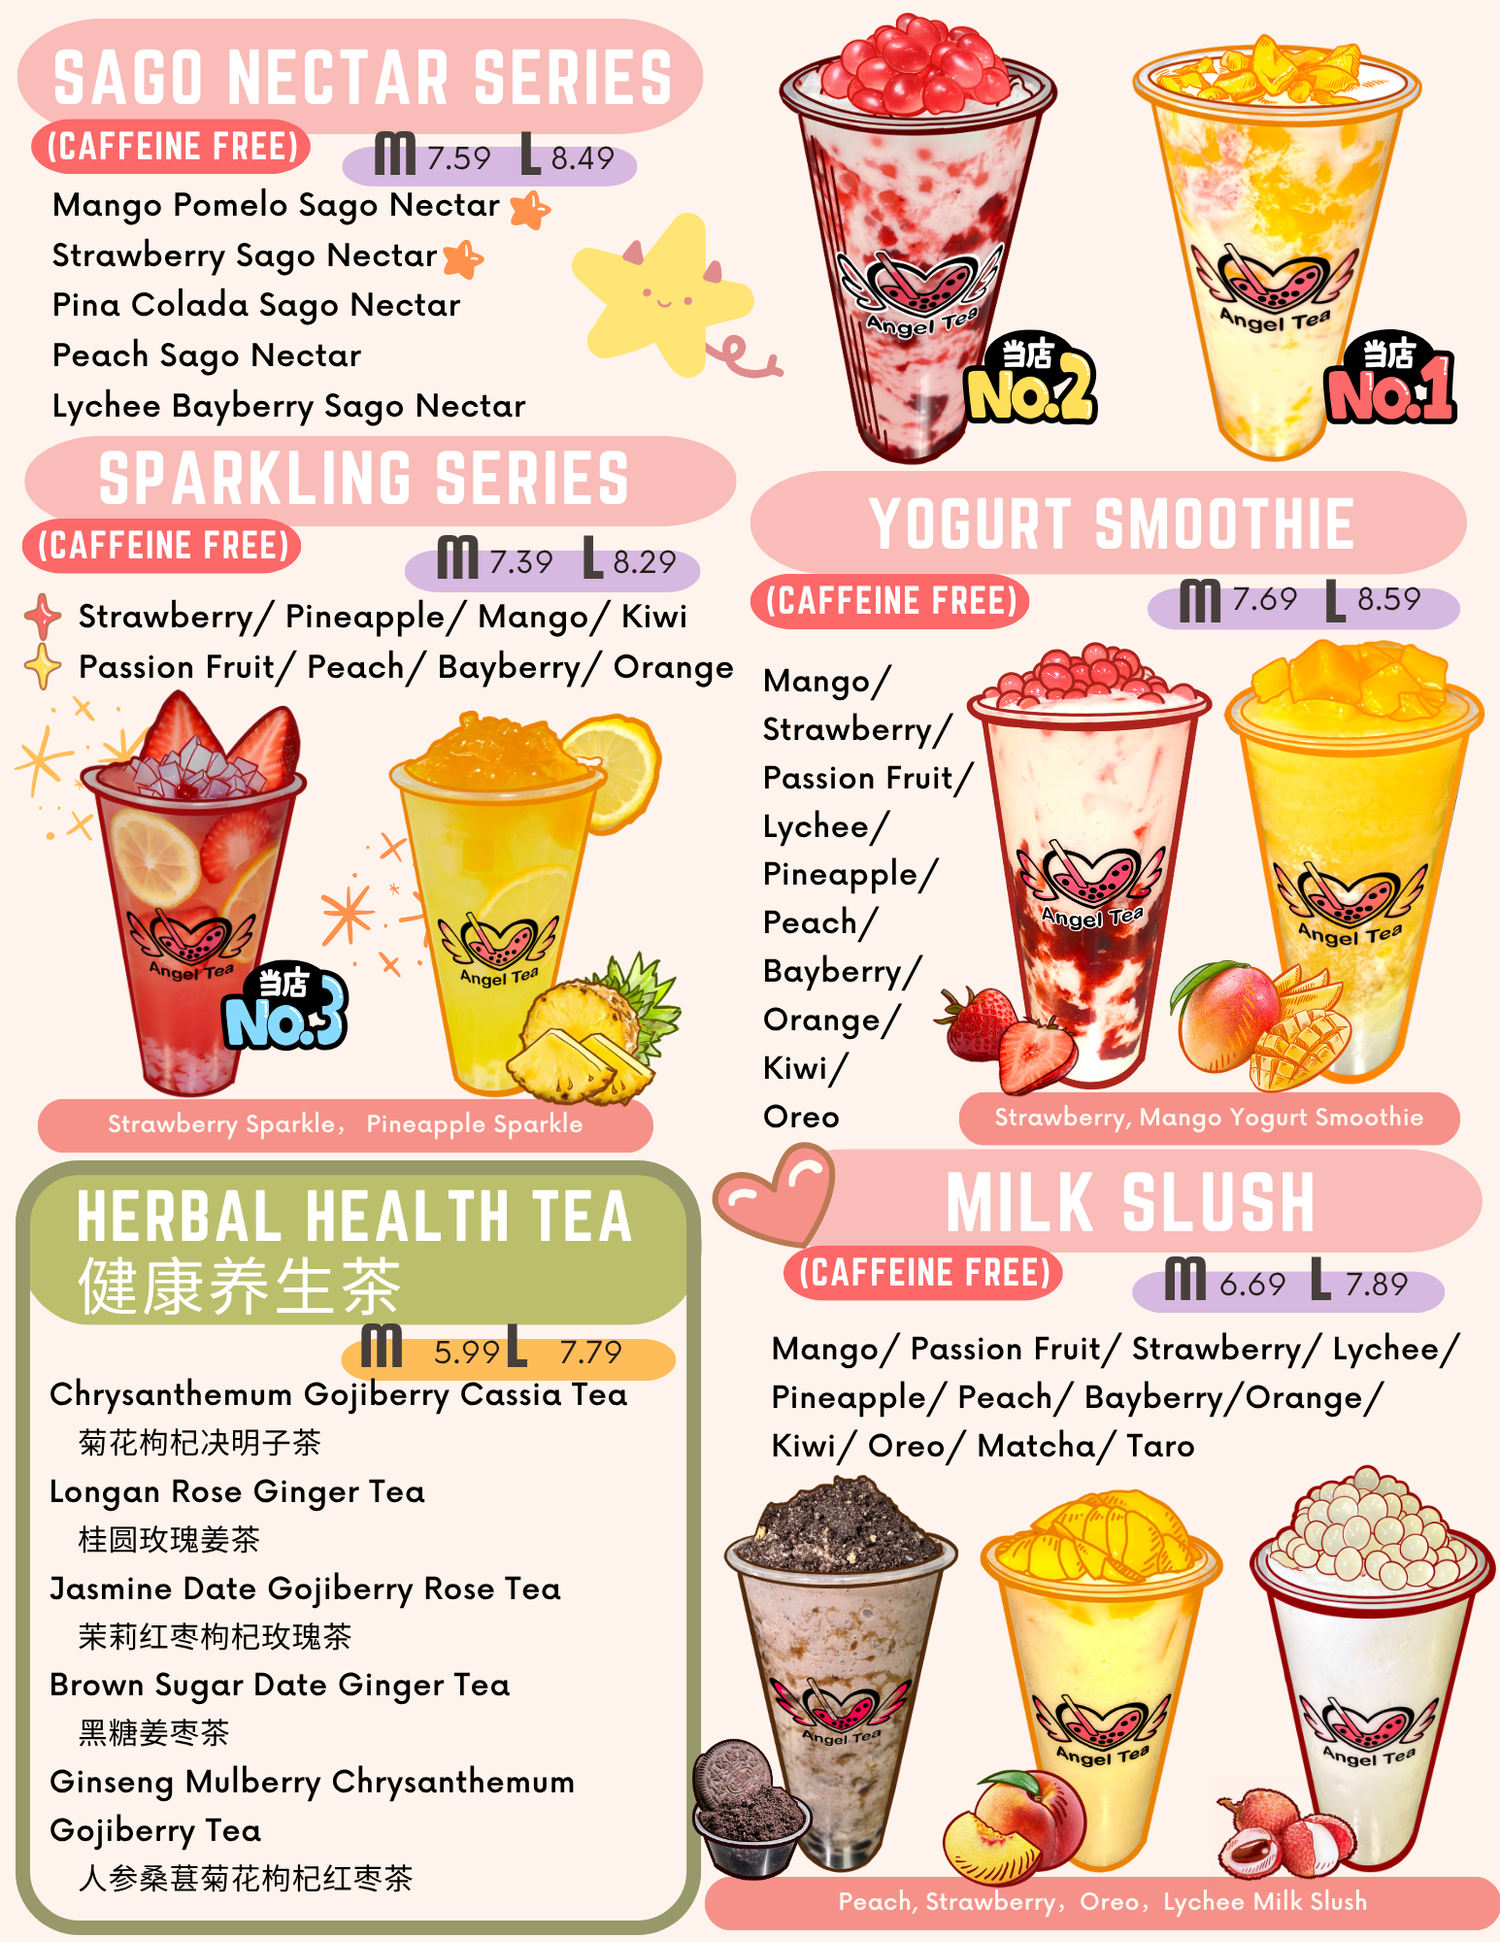 SAGO NECTAR SERIES
(CAFFEINE FREE)
M 7.59 L 8.49
Mango Pomelo Sago Nectar
Strawberry Sago Nectar
Pina Colada Sago Nectar
Peach Sago Nectar
Lychee Bayberry Sago Nectar
Angel Tea
当店
No.2
Angel Tea
当店
No.1
SPARKLING SERIES
(CAFFEINE FREE)
M 7.39 L 8.29
Strawberry/ Pineapple/ Mango/ Kiwi
Passion Fruit/ Peach/ Bayberry/ Orange
Angel Tea
当店
No.3
Angel Tea
Strawberry Sparkle, Pineapple Sparkle
YOGURT SMOOTHIE
(CAFFEINE FREE)
M 7.69 L 8.59
Mango/
Strawberry/
Passion Fruit/
Lychee/
Pineapple/
Peach/
Bayberry/
Orange/
Kiwi/
Oreo
Angel Tea
Angel Tea
Strawberry, Mango Yogurt Smoothie
HERBAL HEALTH TEA
健康养生茶
M 5.99 L 7.79
Chrysanthemum Gojiberry Cassia Tea
菊花枸杞决明子茶
Longan Rose Ginger Tea
桂圆玫瑰姜茶
Jasmine Date Gojiberry Rose Tea
茉莉红枣枸杞玫瑰茶
Brown Sugar Date Ginger Tea
黑糖姜枣茶
Ginseng Mulberry Chrysanthemum
Gojiberry Tea
人参桑葚菊花枸杞红枣茶
MILK SLUSH
(CAFFEINE FREE)
M 6.69 L 7.89
Mango/ Passion Fruit/ Strawberry/ Lychee/
Pineapple/ Peach/ Bayberry/Orange/
Kiwi/ Oreo/ Matcha/ Taro
Angel Tea
Angel Tea
Angel Tea
Peach, Strawberry, Oreo, Lychee Milk Slush